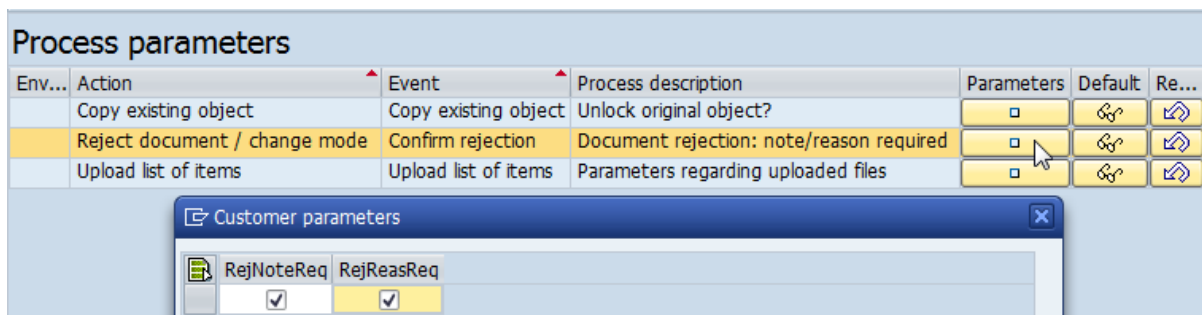 Process parameters
Env... Action Event Process description Parameters Default Re...
Copy existing object Copy existing object Unlock original object?
Reject document / change mode Confirm rejection Document rejection: note/reason required
Upload list of items Upload list of items Parameters regarding uploaded files
Customer parameters
RejNoteReq RejReasReq